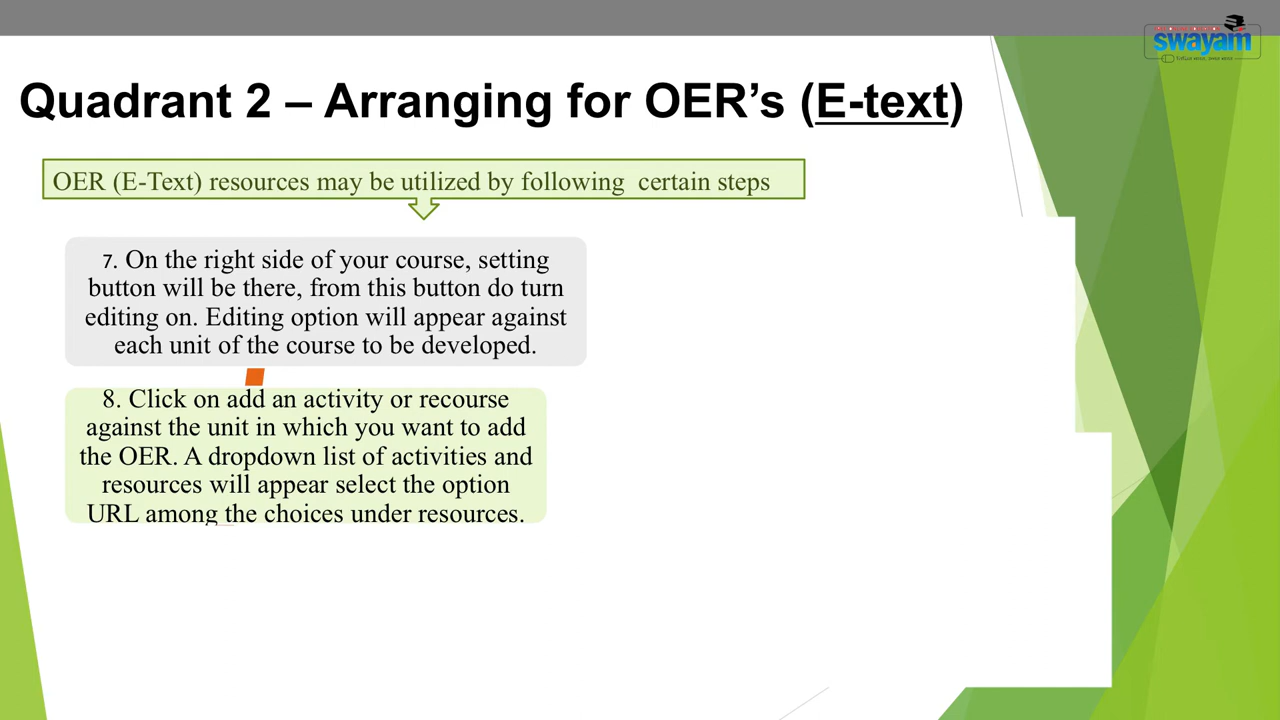 swayam
Quadrant 2 – Arranging for OER’s (E-text)
OER (E-Text) resources may be utilized by following certain steps
7. On the right side of your course, setting
button will be there, from this button do turn
editing on. Editing option will appear against
each unit of the course to be developed.
8. Click on add an activity or recourse
against the unit in which you want to add
the OER. A dropdown list of activities and
resources will appear select the option
URL among the choices under resources.